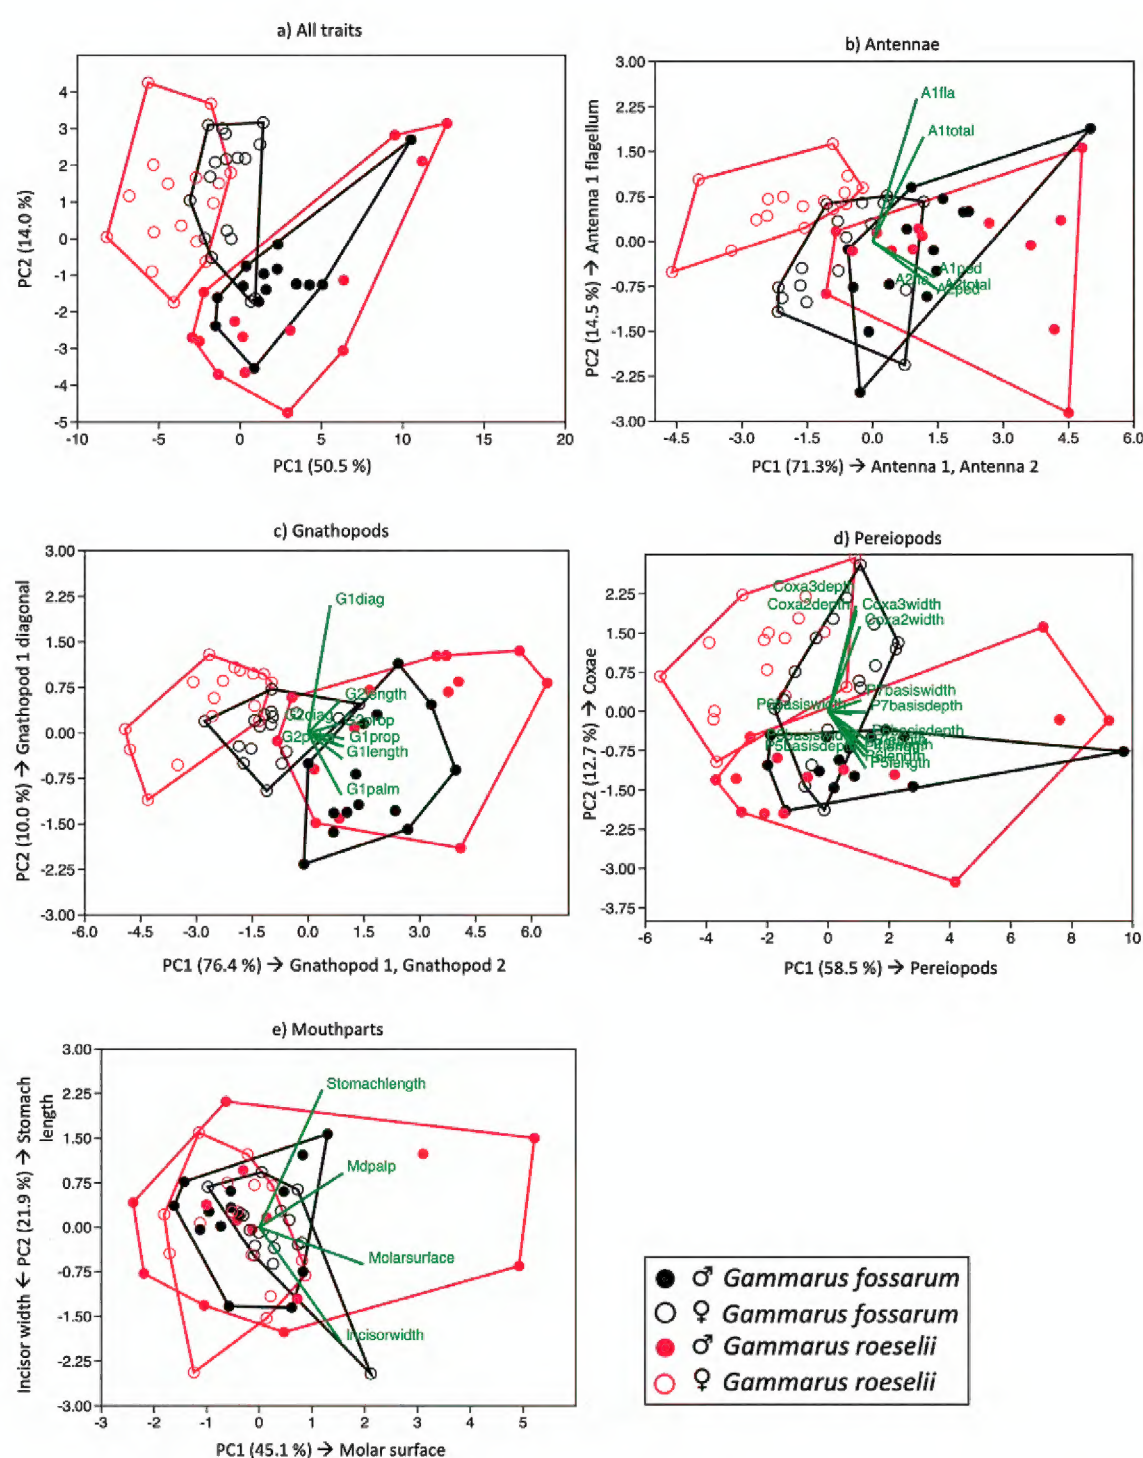 a) All traits
4
3
2
1
0
-1
-2
-3
-4
-5
PC2 (14.0 %)
-10
-5
0
5
10
15
20
PC1 (50.5 %)
b) Antennae
3.00
2.25
1.50
0.75
0.00
-0.75
-1.50
-2.25
-3.00
PC2 (14.5 %) → Antenna 1 flagellum
A1fla
A1total
A1ped
-4.5
-3.0
-1.5
0.0
1.5
3.0
4.5
6.0
PC1 (71.3%) → Antenna 1, Antenna 2
c) Gnathopods
3.00
2.25
1.50
0.75
0.00
-0.75
-1.50
-2.25
-3.00
PC2 (10.0 %) → Gnathopod 1 diagonal
G1diag
G2length
G2diag
G2prop
G1prop
G1length
G1palm
-6.0
-4.5
-3.0
-1.5
0.0
1.5
3.0
4.5
6.0
PC1 (76.4 %) → Gnathopod 1, Gnathopod 2
d) Pereiopods
2.25
1.50
0.75
0.00
-0.75
-1.50
-2.25
-3.00
-3.75
PC2 (12.7 %) → Coxae
Coxa3depth
Coxa2depth
Coxa3width
Coxa2width
P6basiswidth
P7basiswidth
P7basisdepth
P5basisdepth
P5length
-6
-4
-2
0
2
4
6
8
10
PC1 (58.5 %) → Pereiopods
e) Mouthparts
3.00
2.25
1.50
0.75
0.00
-0.75
-1.50
-2.25
-3.00
Incisor width ← PC2 (21.9 %) → Stomach
length
Stomachlength
Mdpalp
Molarsurface
Incisorwidth
-3
-2
-1
0
1
2
3
4
5
PC1 (45.1 %) → Molar surface
♂ Gammarus fossarum
♀ Gammarus fossarum
♂ Gammarus roeselii
♀ Gammarus roeselii